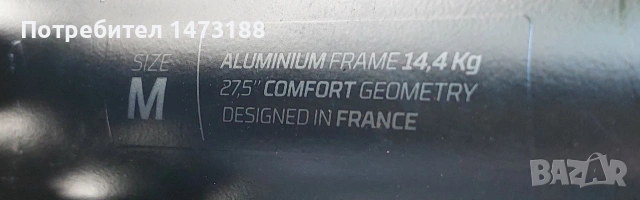 Потребител 1473188
SIZE
M
ALUMINIUM FRAME 14,4 Kg
27,5" COMFORT GEOMETRY
DESIGNED IN FRANCE
BAZAR